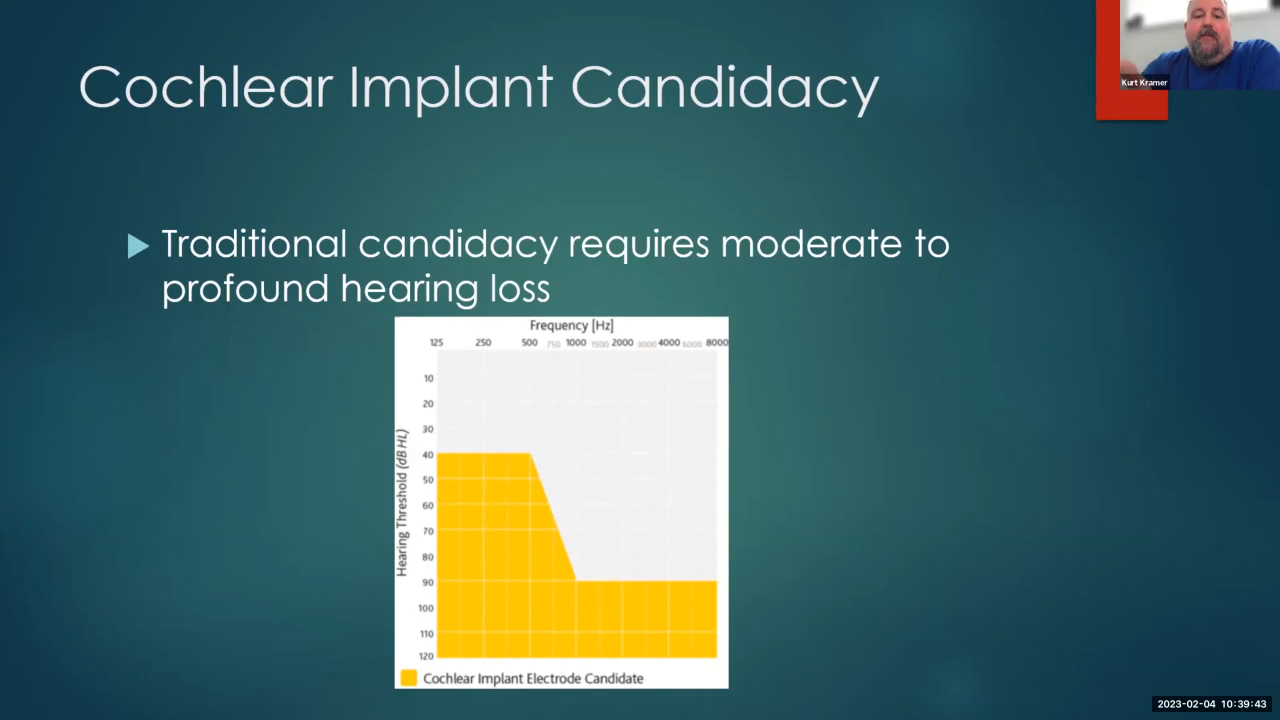 Cochlear Implant Candidacy
Kurt Kramer
Traditional candidacy requires moderate to
profound hearing loss
Frequency [Hz]
125 250 500 750 1000 1500 2000 3000 4000 6000 8000
Hearing Threshold (dB HL)
10
20
30
40
50
60
70
80
90
100
110
120
Cochlear Implant Electrode Candidate
2023-02-04 10:39:43